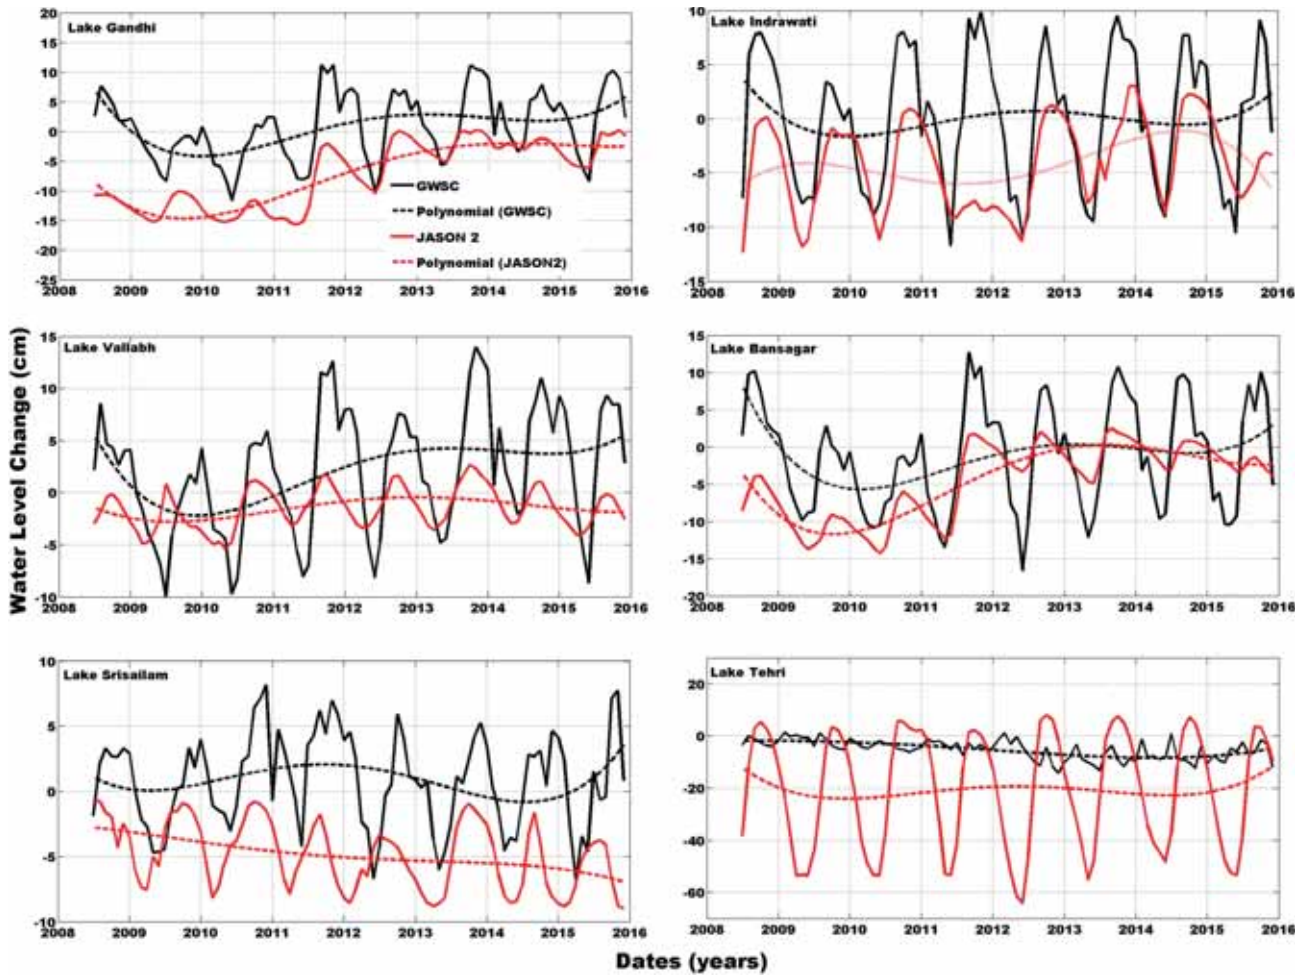 Lake Gandhi
20
15
10
5
0
-5
-10
-15
-20
-25
GWSC
Polynomial (GWSC)
JASON 2
Polynomial (JASON2)
2008 2009 2010 2011 2012 2013 2014 2015 2016
Lake Indrawati
10
5
0
-5
-10
-15
2008 2009 2010 2011 2012 2013 2014 2015 2016
Water Level Change (cm)
Lake Vallabh
15
10
5
0
-5
-10
2008 2009 2010 2011 2012 2013 2014 2015 2016
Lake Bansagar
15
10
5
0
-5
-10
-15
-20
2008 2009 2010 2011 2012 2013 2014 2015 2016
Lake Srisailam
10
5
0
-5
-10
2008 2009 2010 2011 2012 2013 2014 2015 2016
Lake Tehri
20
0
-20
-40
-60
2008 2009 2010 2011 2012 2013 2014 2015 2016
Dates (years)